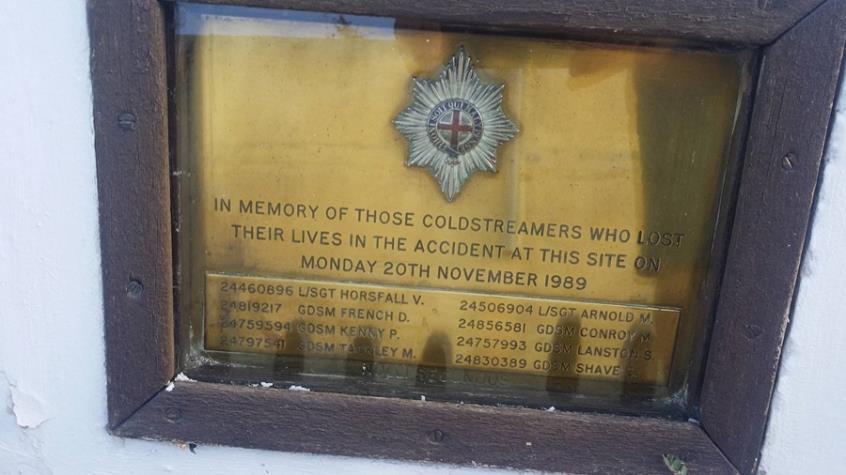 IN MEMORY OF THOSE COLDSTREAMERS WHO LOST
THEIR LIVES IN THE ACCIDENT AT THIS SITE ON
MONDAY 20TH NOVEMBER 1989
24460896 L/SGT HORSFALL V. 24506904 L/SGT ARNOLD M.
24819217 GDSM FRENCH D. 24856581 GDSM CONROY M
24759594 GDSM KENNY P. 24757993 GDSM LANSTON S.
24797541 GDSM M. 24830389 GDSM SHAVE
SECUNDUS